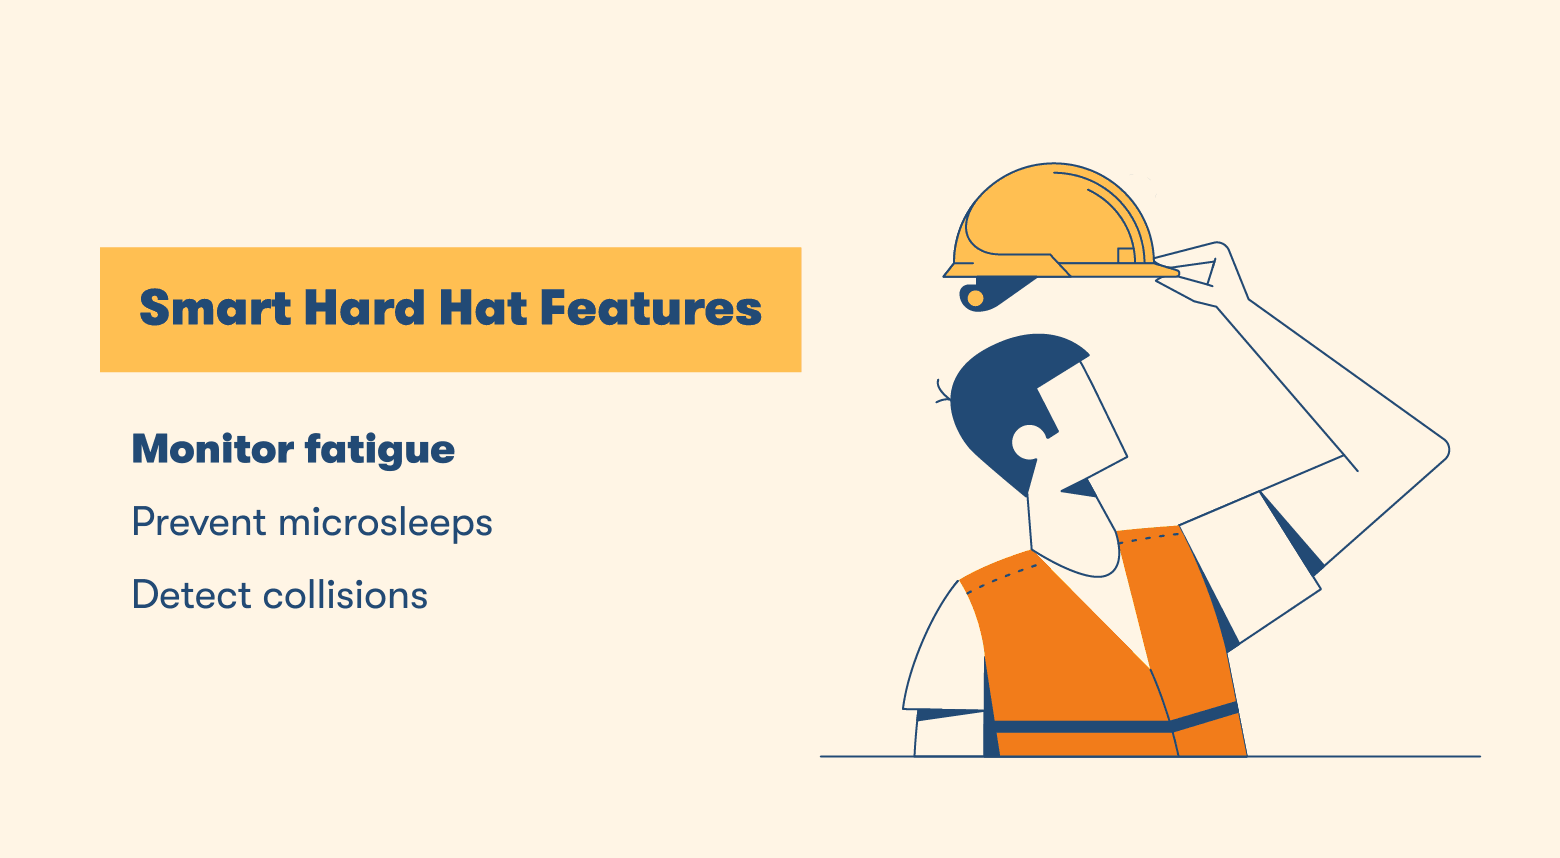 Smart Hard Hat Features
Monitor fatigue
Prevent microsleeps
Detect collisions